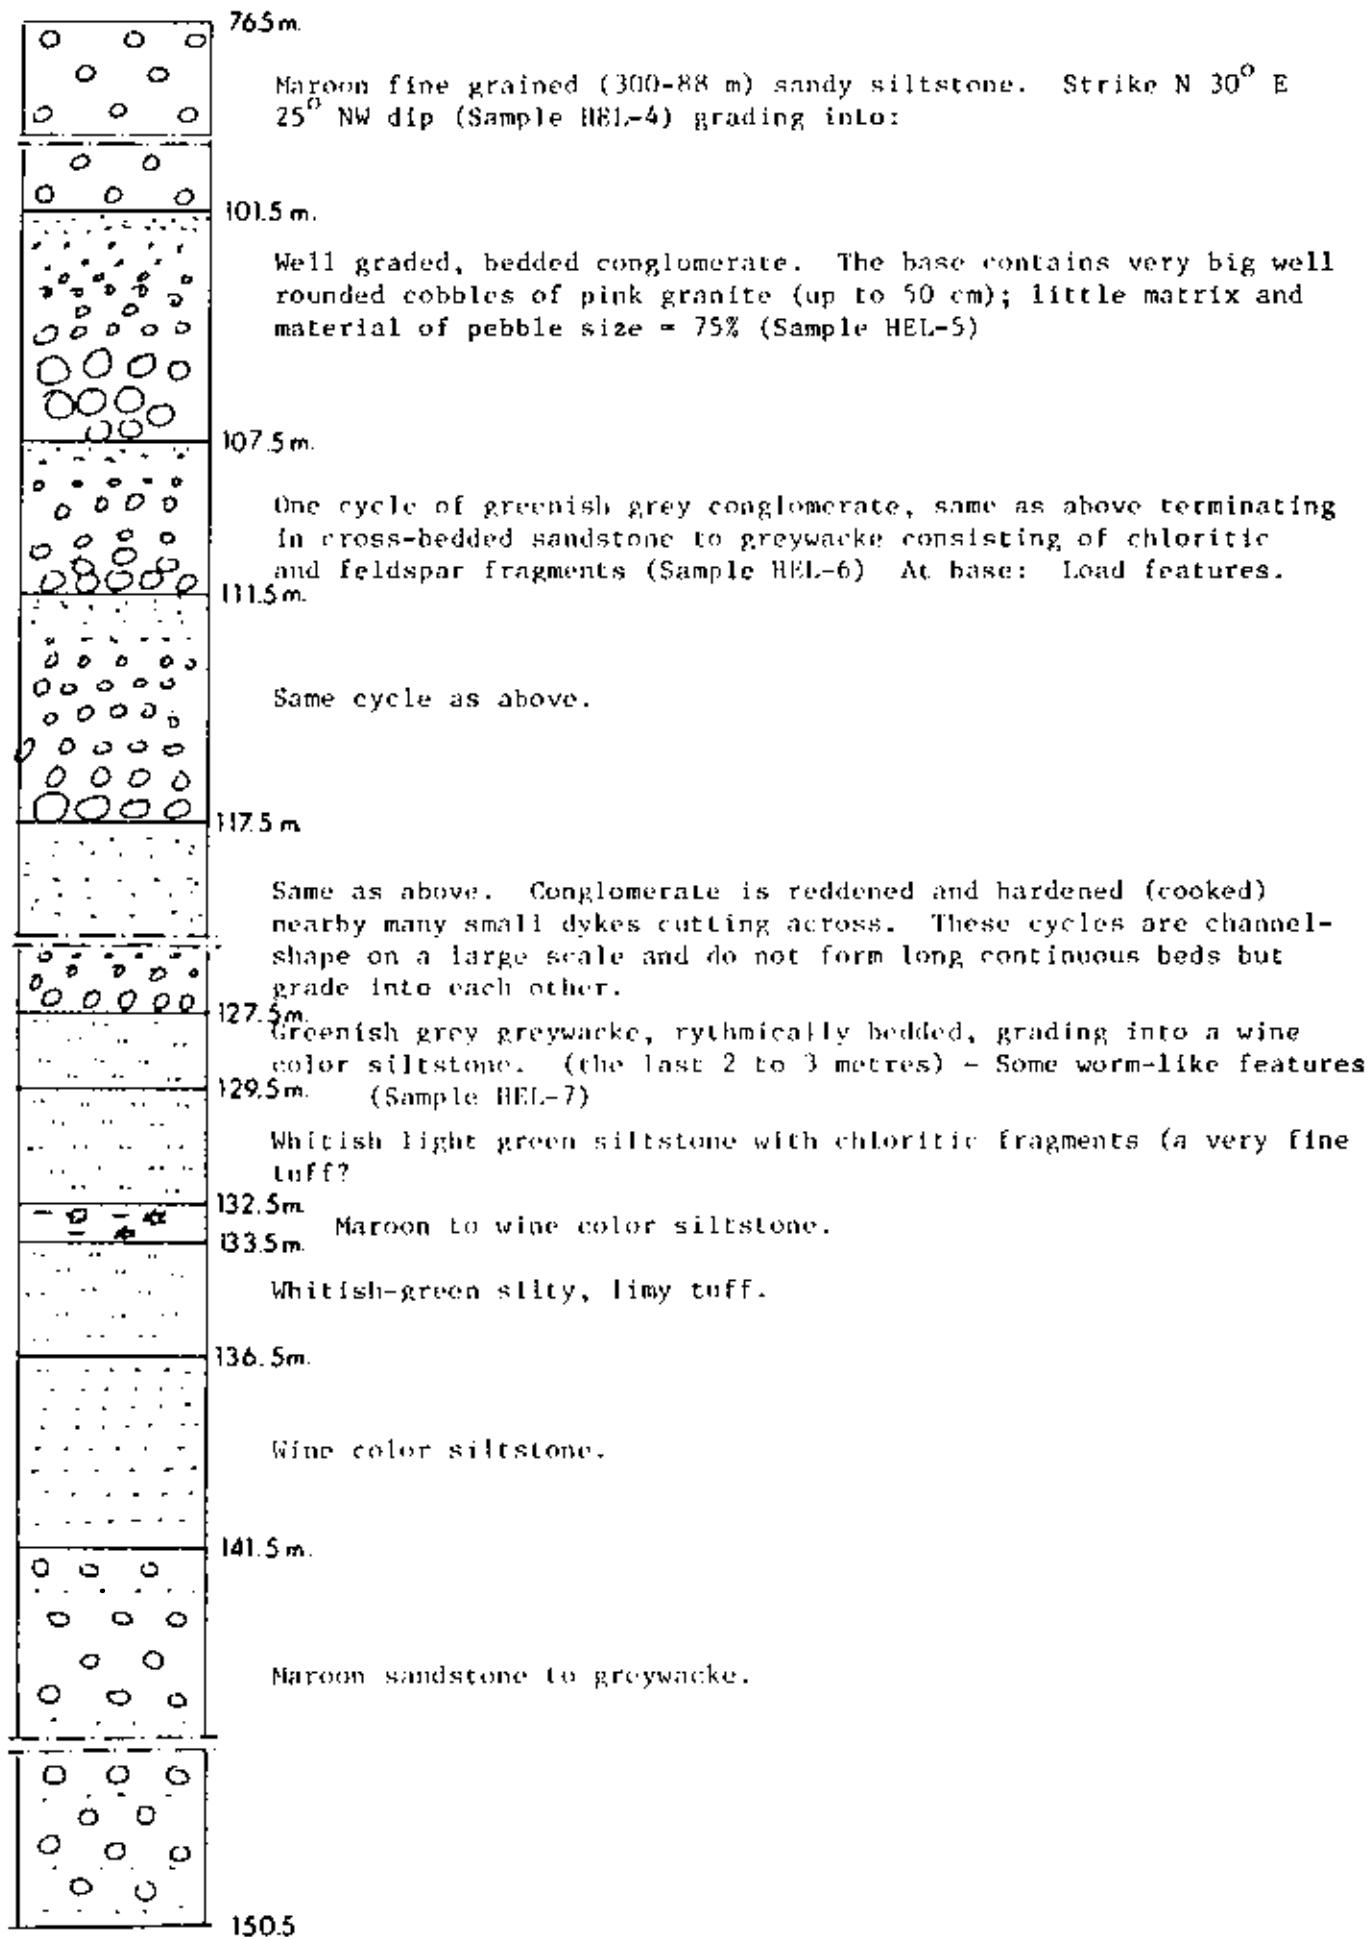 76.5 m.
Maroon fine grained (300-88 m) sandy siltstone. Strike N 30° E
25° NW dip (Sample HEL-4) grading into:
101.5 m.
Well graded, bedded conglomerate. The base contains very big well
rounded cobbles of pink granite (up to 50 cm); little matrix and
material of pebble size = 75% (Sample HEL-5)
107.5 m.
One cycle of greenish grey conglomerate, same as above terminating
in cross-bedded sandstone to greywacke consisting of chloritic
and feldspar fragments (Sample HEL-6) At base: Load features.
111.5 m.
Same cycle as above.
117.5 m
Same as above. Conglomerate is reddened and hardened (cooked)
nearby many small dykes cutting across. These cycles are channel-
shape on a large scale and do not form long continuous beds but
grade into each other.
127.5 m.
Greenish grey greywacke, rythmically bedded, grading into a wine
color siltstone. (the last 2 to 3 metres) - Some worm-like features
129.5 m. (Sample HEL-7)
Whitish light green siltstone with chloritic fragments (a very fine
tuff?
132.5 m
Maroon to wine color siltstone.
133.5 m.
Whitish-green silty, limy tuff.
136.5 m.
Wine color siltstone.
141.5 m.
Maroon sandstone to greywacke.
150.5